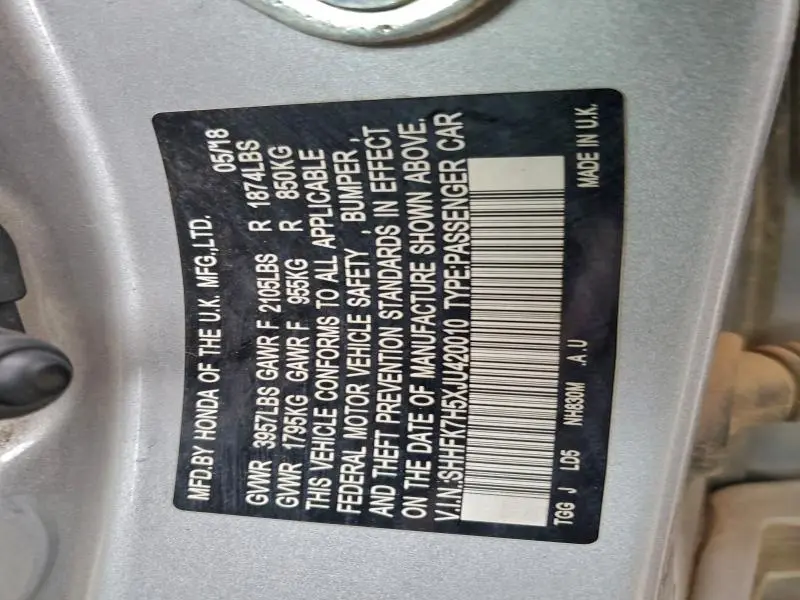 MFD.BY HONDA OF THE U.K. MFG.,LTD. 05/18
GVWR 3957LBS GAWR F 2105LBS R 1874LBS
GVWR 1795KG GAWR F 955KG R 850KG
THIS VEHICLE CONFORMS TO ALL APPLICABLE
FEDERAL MOTOR VEHICLE SAFETY , BUMPER ,
AND THEFT PREVENTION STANDARDS IN EFFECT
ON THE DATE OF MANUFACTURE SHOWN ABOVE.
V.I.N.:SHHFK7H5XJU420010 TYPE:PASSENGER CAR
TGG J LD5 NH830M .A.U MADE IN U.K.